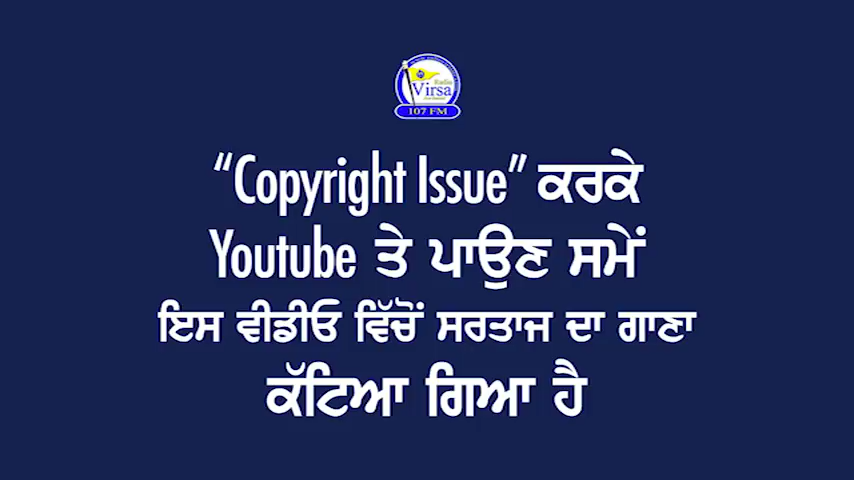 Radio
Virsa
107 FM
“Copyright Issue” ਕਰਕੇ
Youtube ਤੇ ਪਾਉਣ ਸਮੇਂ
ਇਸ ਵੀਡੀਓ ਵਿੱਚੋਂ ਸਰਤਾਜ ਦਾ ਗਾਣਾ
ਕੱਟਿਆ ਗਿਆ ਹੈ